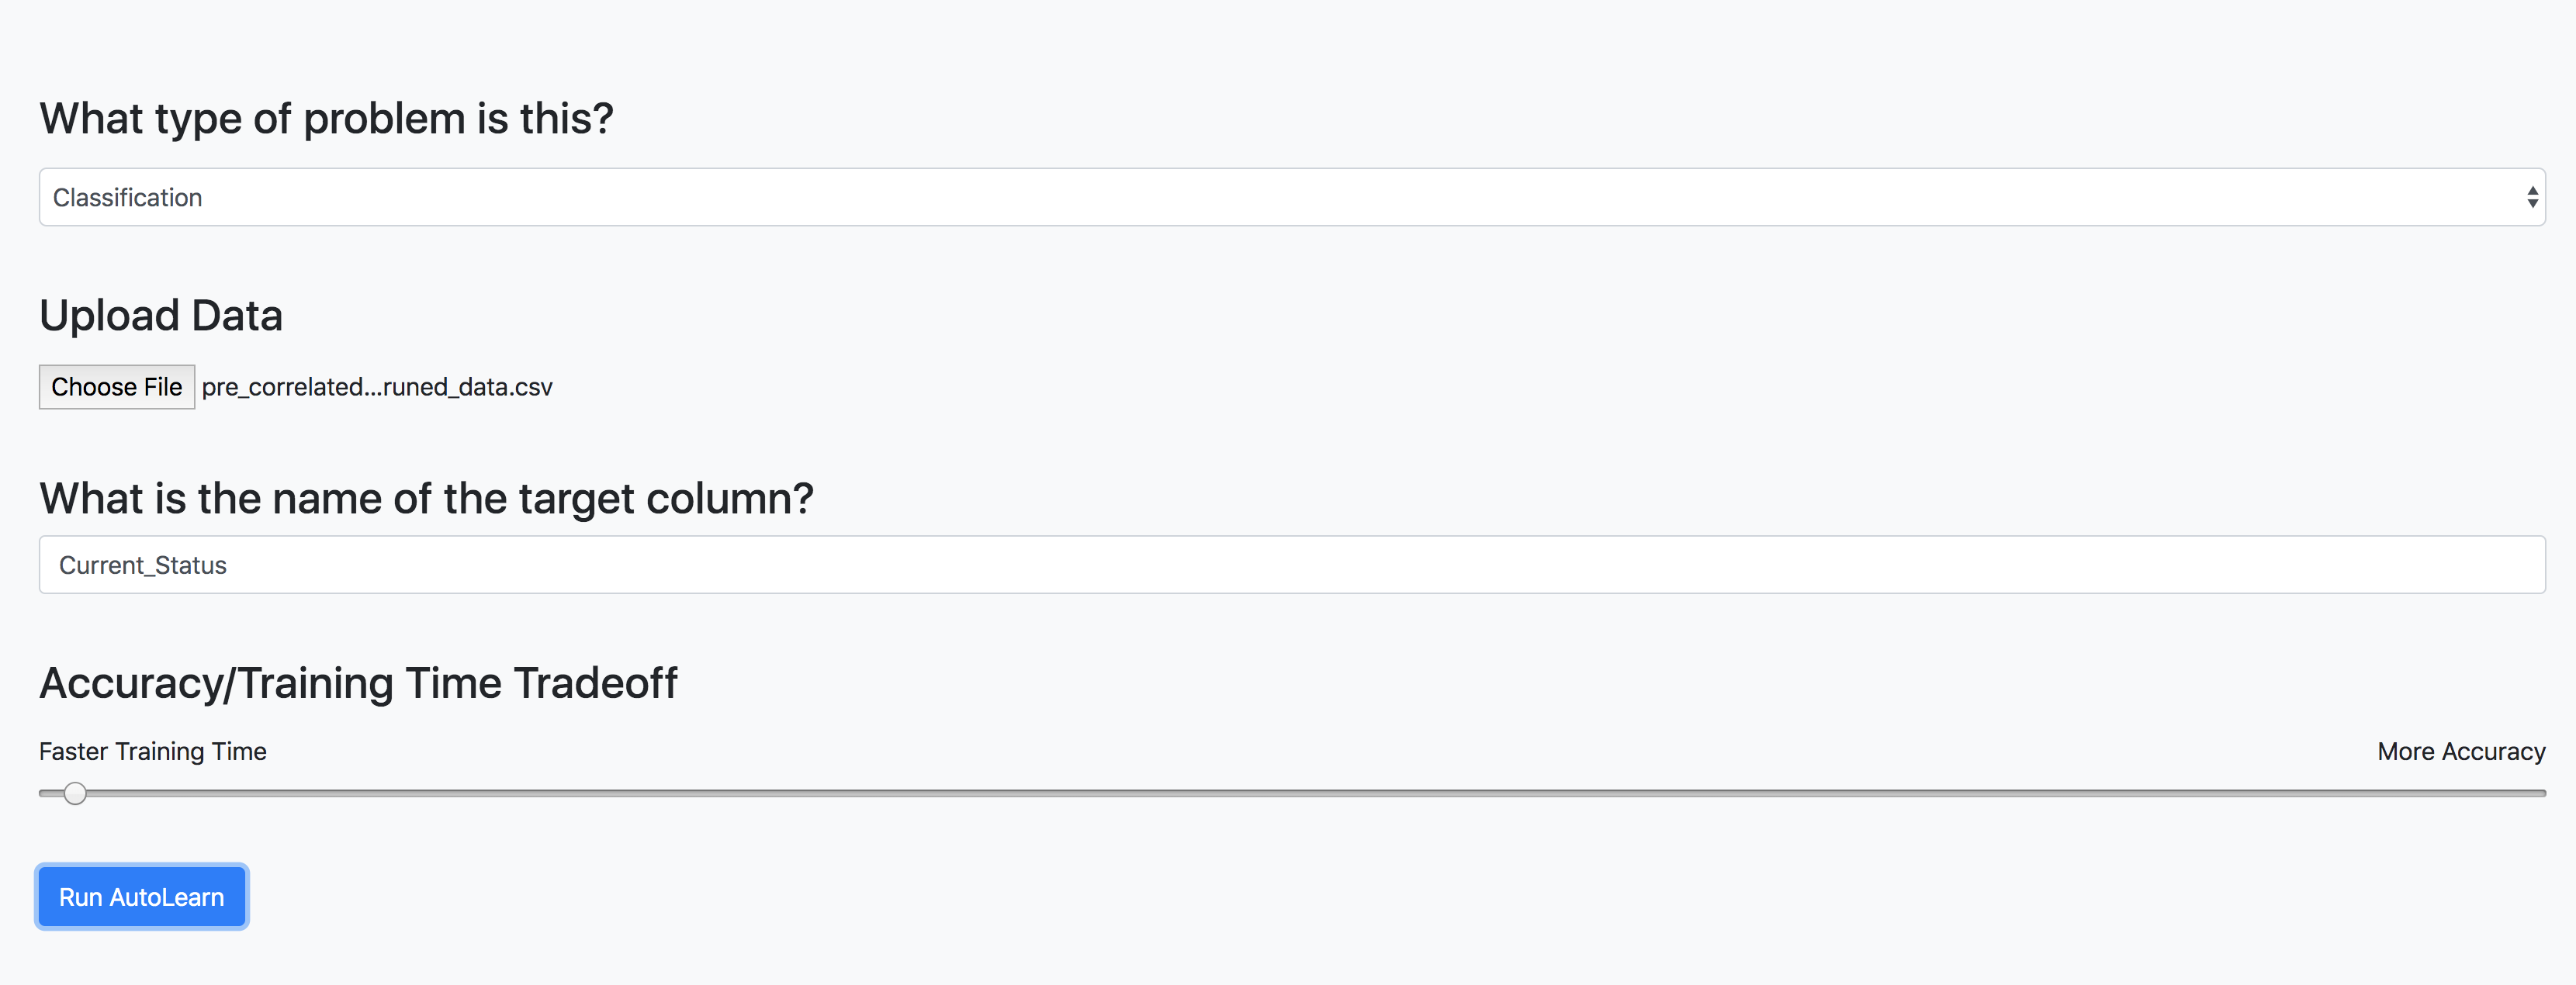 What type of problem is this?
Classification
Upload Data
Choose File pre_correlated...runed_data.csv
What is the name of the target column?
Current_Status
Accuracy/Training Time Tradeoff
Faster Training Time More Accuracy
Run AutoLearn